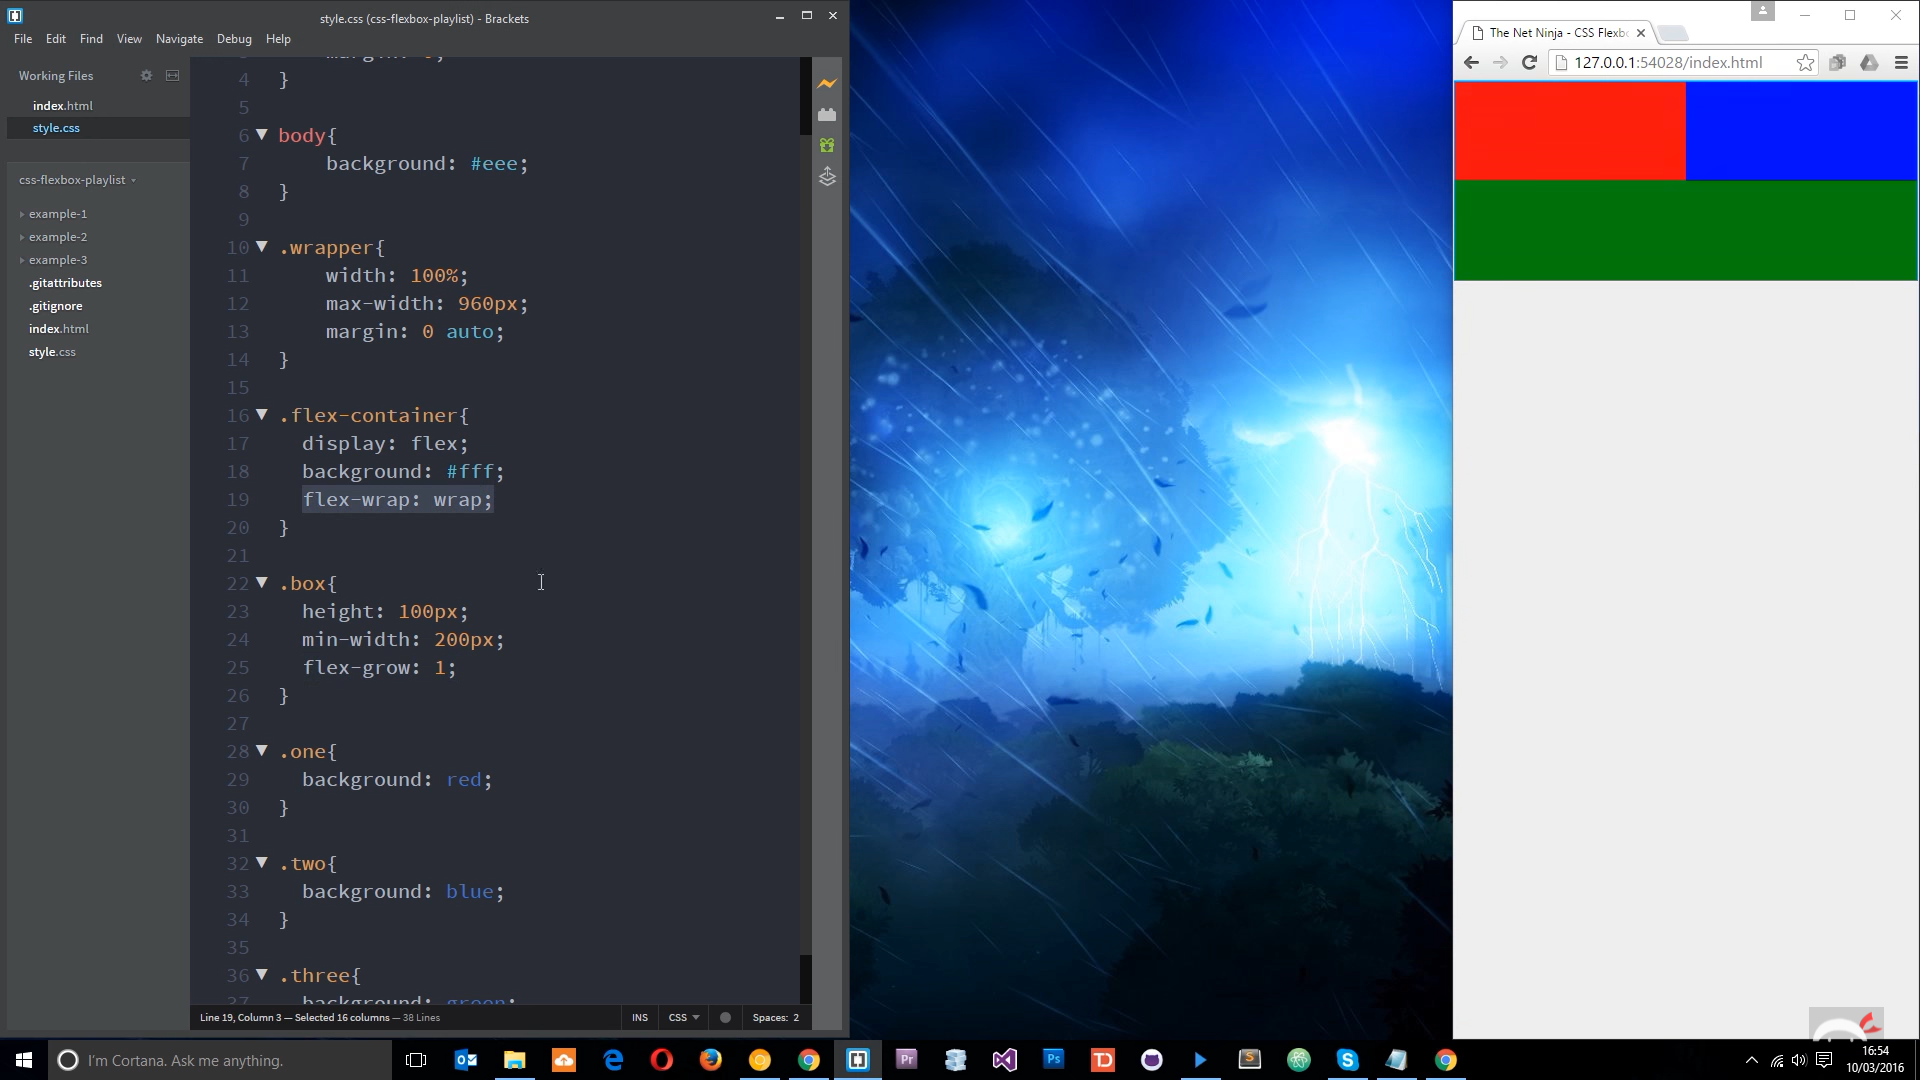 style.css (css-flexbox-playlist) - Brackets
File Edit Find View Navigate Debug Help
Working Files
index.html
style.css
css-flexbox-playlist
example-1
example-2
example-3
.gitattributes
.gitignore
index.html
style.css
4 }
5
6 body{
7 background: #eee;
8 }
9
10 .wrapper{
11 width: 100%;
12 max-width: 960px;
13 margin: 0 auto;
14 }
15
16 .flex-container{
17 display: flex;
18 background: #fff;
19 flex-wrap: wrap;
20 }
21
22 .box{
23 height: 100px;
24 min-width: 200px;
25 flex-grow: 1;
26 }
27
28 .one{
29 background: red;
30 }
31
32 .two{
33 background: blue;
34 }
35
36 .three{
37 background: green;
Line 19, Column 3 — Selected 16 columns — 38 Lines
INS CSS Spaces: 2
The Net Ninja - CSS Flexb
127.0.0.1:54028/index.html
I'm Cortana. Ask me anything.
Pr
Ps
TD
S
16:54
10/03/2016